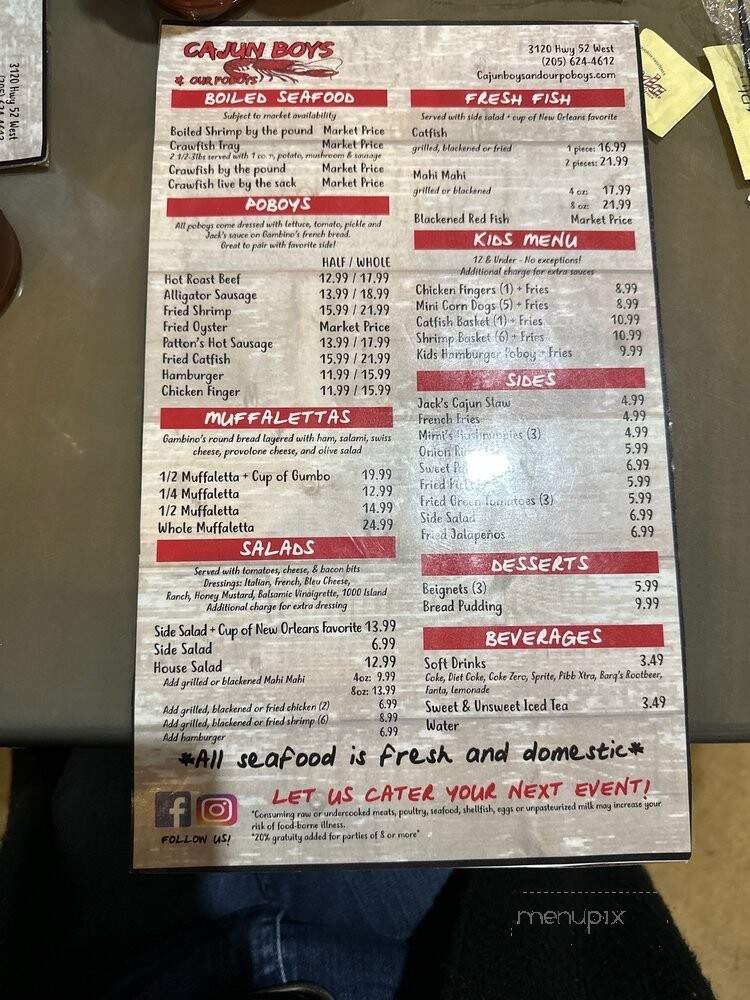 CAJUN BOYS
& OUR POBOYS
3120 Hwy 52 West
(205) 624-4612
Cajunboysandourpoboys.com
BOILED SEAFOOD
Subject to market availability
Boiled Shrimp by the pound Market Price
Crawfish Tray Market Price
2 1/2-3lbs served with 1 corn, potato, mushroom & sausage
Crawfish by the pound Market Price
Crawfish live by the sack Market Price
POBOYS
All poboys come dressed with lettuce, tomato, pickle and
Jack's sauce on Gambino's french bread.
Great to pair with favorite side!
HALF / WHOLE
Hot Roast Beef 12.99 / 17.99
Alligator Sausage 13.99 / 18.99
Fried Shrimp 15.99 / 21.99
Fried Oyster Market Price
Patton's Hot Sausage 13.99 / 17.99
Fried Catfish 15.99 / 21.99
Hamburger 11.99 / 15.99
Chicken Finger 11.99 / 15.99
MUFFALETTAS
Gambino's round bread layered with ham, salami, swiss
cheese, provolone cheese, and olive salad
1/2 Muffaletta + Cup of Gumbo 19.99
1/4 Muffaletta 12.99
1/2 Muffaletta 14.99
Whole Muffaletta 24.99
SALADS
Served with tomatoes, cheese, & bacon bits
Dressings: Italian, French, Bleu Cheese,
Ranch, Honey Mustard, Balsamic Vinaigrette, 1000 Island
Additional charge for extra dressing
Side Salad + Cup of New Orleans Favorite 13.99
Side Salad 6.99
House Salad 12.99
Add grilled or blackened Mahi Mahi 4oz: 9.99
8oz: 13.99
Add grilled, blackened or fried chicken (2) 6.99
Add grilled, blackened or fried shrimp (6) 8.99
Add hamburger 6.99
FRESH FISH
Served with side salad + cup of New Orleans favorite
Catfish
grilled, blackened or fried 1 piece: 16.99
2 pieces: 21.99
Mahi Mahi
grilled or blackened 4 oz: 17.99
8 oz: 21.99
Blackened Red Fish Market Price
KIDS MENU
12 & Under - No exceptions!
Additional charge for extra sauces
Chicken Fingers (1) + Fries 8.99
Mini Corn Dogs (5) + Fries 8.99
Catfish Basket (1) + Fries 10.99
Shrimp Basket (6) + Fries 10.99
Kids Hamburger Poboy + Fries 9.99
SIDES
Jack's Cajun Slaw 4.99
French Fries 4.99
Mimi's Hushpuppies (3) 4.99
Onion Rings 5.99
Sweet 6.99
Fried 5.99
Fried Green Tomatoes (3) 5.99
Side Salad 6.99
Fried Jalapeños 6.99
DESSERTS
Beignets (3) 5.99
Bread Pudding 9.99
BEVERAGES
Soft Drinks 3.49
Coke, Diet Coke, Coke Zero, Sprite, Pibb Xtra, Barq's Rootbeer,
Fanta, Lemonade
Sweet & Unsweet Iced Tea 3.49
Water
*All seafood is fresh and domestic*
LET US CATER YOUR NEXT EVENT!
FOLLOW US!
*Consuming raw or undercooked meats, poultry, seafood, shellfish, eggs or unpasteurized milk may increase your
risk of food-borne illness.
*20% gratuity added for parties of 8 or more*
3120 Hwy 52 West
menupix